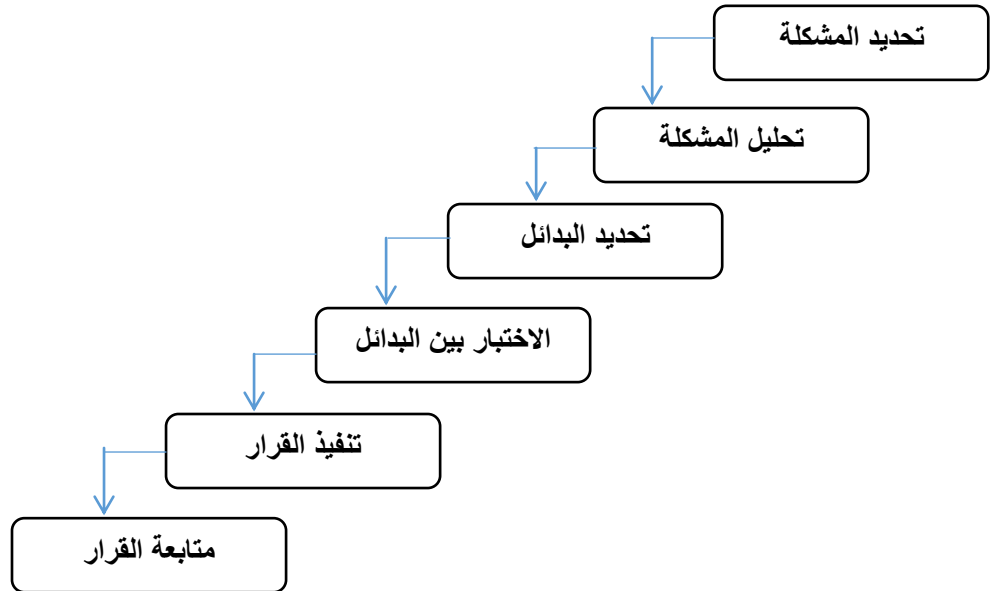 تحديد المشكلة
تحليل المشكلة
تحديد البدائل
الاختبار بين البدائل
تنفيذ القرار
متابعة القرار